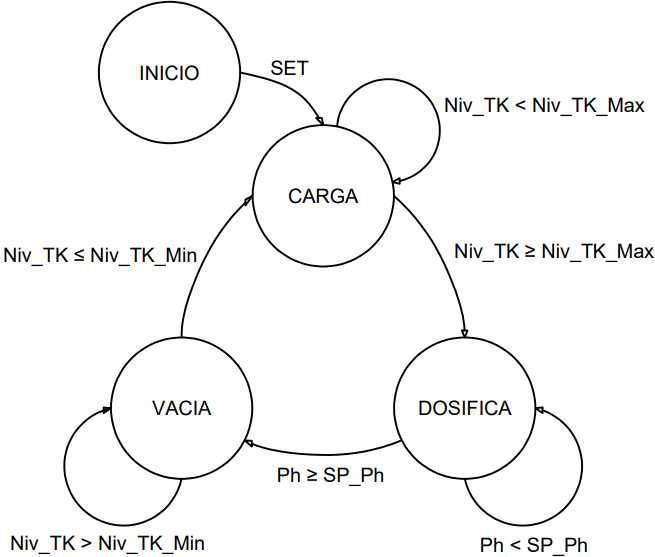 INICIO
SET
Niv_TK < Niv_TK_Max
CARGA
Niv_TK ≤ Niv_TK_Min
Niv_TK ≥ Niv_TK_Max
VACIA
DOSIFICA
Ph ≥ SP_Ph
Niv_TK > Niv_TK_Min
Ph < SP_Ph